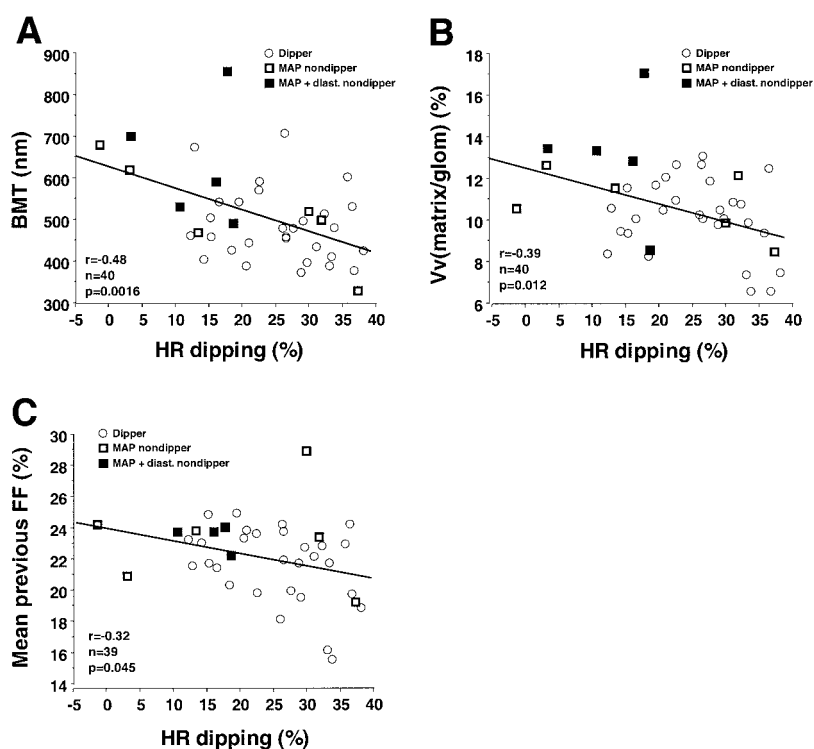 A
900
800
700
600
500
400
300
BMT (nm)
Dipper
MAP nondipper
MAP + diast. nondipper
r=-0.48
n=40
p=0.0016
-5 0 5 10 15 20 25 30 35 40
HR dipping (%)
B
18
16
14
12
10
8
6
Vv(matrix/glom) (%)
Dipper
MAP nondipper
MAP + diast. nondipper
r=-0.39
n=40
p=0.012
-5 0 5 10 15 20 25 30 35 40
HR dipping (%)
C
30
28
26
24
22
20
18
16
14
Mean previous FF (%)
Dipper
MAP nondipper
MAP + diast. nondipper
r=-0.32
n=39
p=0.045
-5 0 5 10 15 20 25 30 35 40
HR dipping (%)